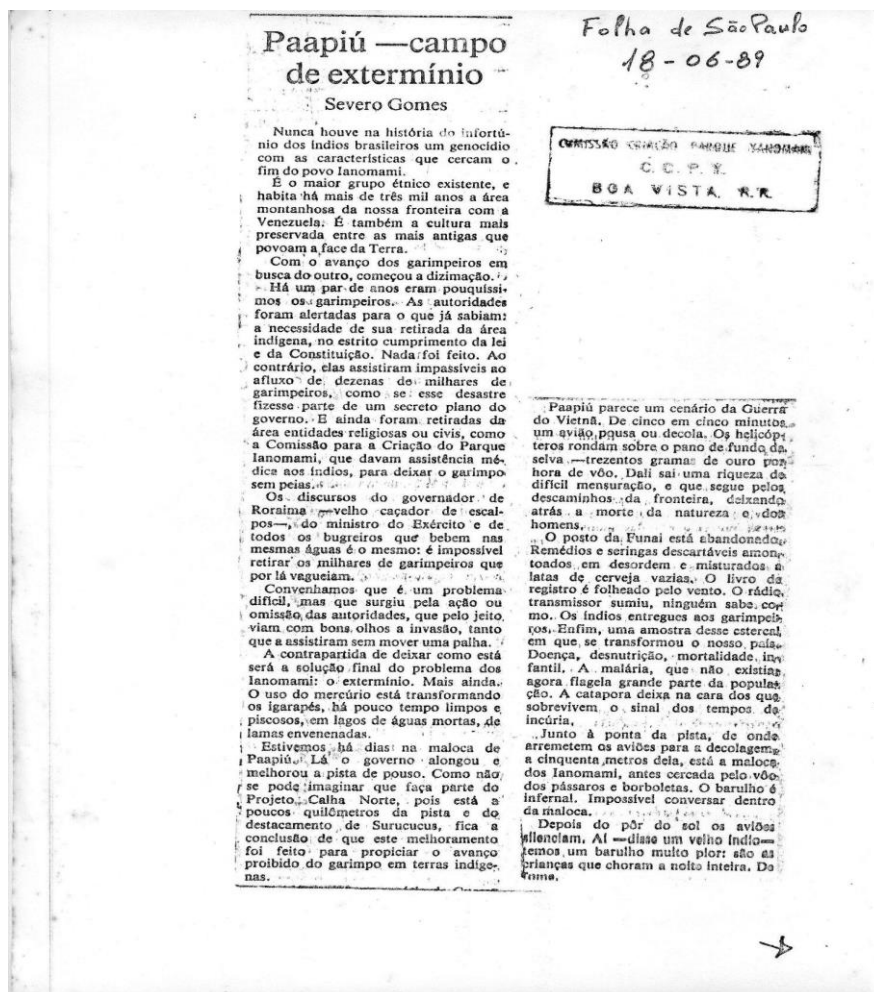 Folha de São Paulo
18-06-89
COMISSÃO CRIAÇÃO PARQUE YANOMAMI
C. C. P. Y.
BOA VISTA. R.R.
Paapiú —campo
de extermínio
Severo Gomes
Nunca houve na história do infortú-
nio dos índios brasileiros um genocídio
com as características que cercam o
fim do povo Ianomami.
É o maior grupo étnico existente, e
habita há mais de três mil anos a área
montanhosa da nossa fronteira com a
Venezuela. É também a cultura mais
preservada entre as mais antigas que
povoam a face da Terra.
Com o avanço dos garimpeiros em
busca do outro, começou a dizimação.
Há um par de anos eram pouquíssi-
mos os garimpeiros. As autoridades
foram alertadas para o que já sabiam:
a necessidade de sua retirada da área
indígena, no estrito cumprimento da lei
e da Constituição. Nada foi feito. Ao
contrário, elas assistiram impassíveis ao
afluxo de dezenas de milhares de
garimpeiros, como se esse desastre
fizesse parte de um secreto plano do
governo. E ainda foram retiradas da
área entidades religiosas ou civis, como
a Comissão para a Criação do Parque
Ianomami, que davam assistência mé-
dica aos índios, para deixar o garimpo
sem peias.
Os discursos do governador de
Roraima —velho caçador de escal-
pos—, do ministro do Exército e de
todos os bugreiros que bebem nas
mesmas águas é o mesmo: é impossível
retirar os milhares de garimpeiros que
por lá vagueiam.
Convenhamos que é um problema
difícil, mas que surgiu pela ação ou
omissão das autoridades, que pelo jeito
viam com bons olhos a invasão, tanto
que a assistiram sem mover uma palha.
A contrapartida de deixar como está
será a solução final do problema dos
Ianomami: o extermínio. Mais ainda.
O uso do mercúrio está transformando
os igarapés, há pouco tempo limpos e
piscosos, em lagos de águas mortas, de
lamas envenenadas.
Estivemos há dias na maloca de
Paapiú. Lá o governo alongou e
melhorou a pista de pouso. Como não
se pode imaginar que faça parte do
Projeto Calha Norte, pois está a
poucos quilômetros da pista e do
destacamento de Surucucus, fica a
conclusão de que este melhoramento
foi feito para propiciar o avanço
proibido do garimpo em terras indíge-
nas.
Paapiú parece um cenário da Guerra
do Vietnã. De cinco em cinco minutos
um avião pousa ou decola. Os helicóp-
teros rondam sobre o pano de fundo da
selva —trezentos gramas de ouro por
hora de vôo. Dali sai uma riqueza de
difícil mensuração, e que segue pelos
descaminhos da fronteira, deixando
atrás a morte da natureza e dos
homens.
O posto da Funai está abandonado.
Remédios e seringas descartáveis amon-
toados em desordem e misturados a
latas de cerveja vazias. O livro de
registro é folheado pelo vento. O rádio
transmissor sumiu, ninguém sabe co-
mo. Os índios entregues aos garimpei-
ros. Enfim, uma amostra desse estercal
em que se transformou o nosso país.
Doença, desnutrição, mortalidade in-
fantil. A malária, que não existia,
agora flagela grande parte da popula-
ção. A catapora deixa na cara dos que
sobrevivem o sinal dos tempos da
incúria.
Junto à ponta da pista, de onde
arremetem os aviões para a decolagem,
a cinquenta metros dela, está a maloca
dos Ianomami, antes cercada pelo vôo
dos pássaros e borboletas. O barulho é
infernal. Impossível conversar dentro
da maloca.
Depois do pôr do sol os aviões
silenciam. Aí —disse um velho índio—
temos um barulho muito pior: são as
crianças que choram a noite inteira. De
fome.